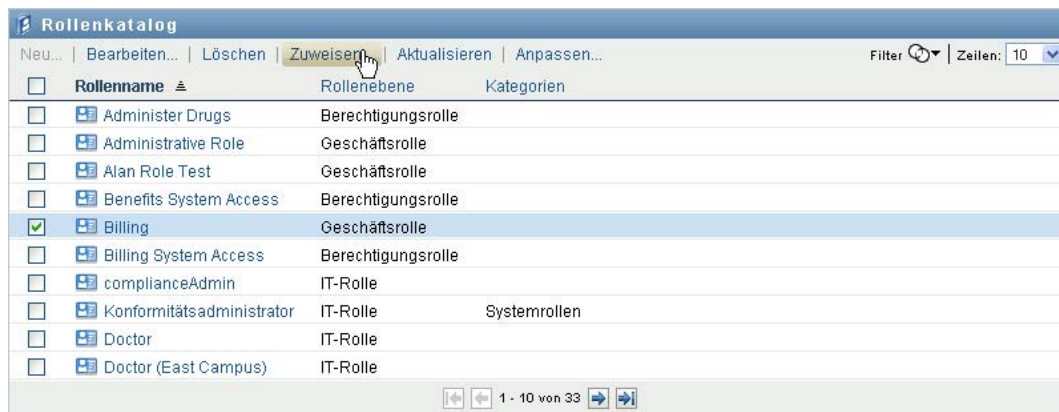 Rollenkatalog
Neu... | Bearbeiten... | Löschen | Zuweisen... | Aktualisieren | Anpassen... Filter | Zeilen: 10
Rollenname Rollenebene Kategorien
Administer Drugs Berechtigungsrolle
Administrative Role Geschäftsrolle
Alan Role Test Geschäftsrolle
Benefits System Access Berechtigungsrolle
Billing Geschäftsrolle
Billing System Access Berechtigungsrolle
complianceAdmin IT-Rolle
Konformitätsadministrator IT-Rolle Systemrollen
Doctor IT-Rolle
Doctor (East Campus) IT-Rolle
1 - 10 von 33